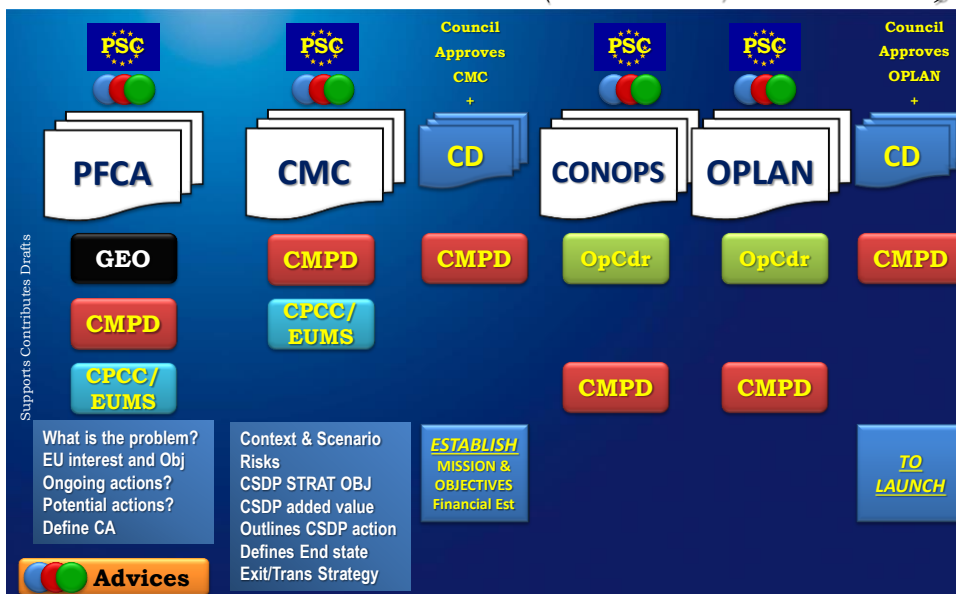 PSC
PSC
Council
Approves
CMC
+
PSC
PSC
Council
Approves
OPLAN
+
PFCA
CMC
CD
CONOPS
OPLAN
CD
Supports Contributes Drafts
GEO
CMPD
CMPD
OpCdr
OpCdr
CMPD
CMPD
CPCC/
EUMS
CPCC/
EUMS
CMPD
CMPD
What is the problem?
EU interest and Obj
Ongoing actions?
Potential actions?
Define CA
Context & Scenario
Risks
CSDP STRAT OBJ
CSDP added value
Outlines CSDP action
Defines End state
Exit/Trans Strategy
ESTABLISH
MISSION &
OBJECTIVES
Financial Est
TO
LAUNCH
Advices